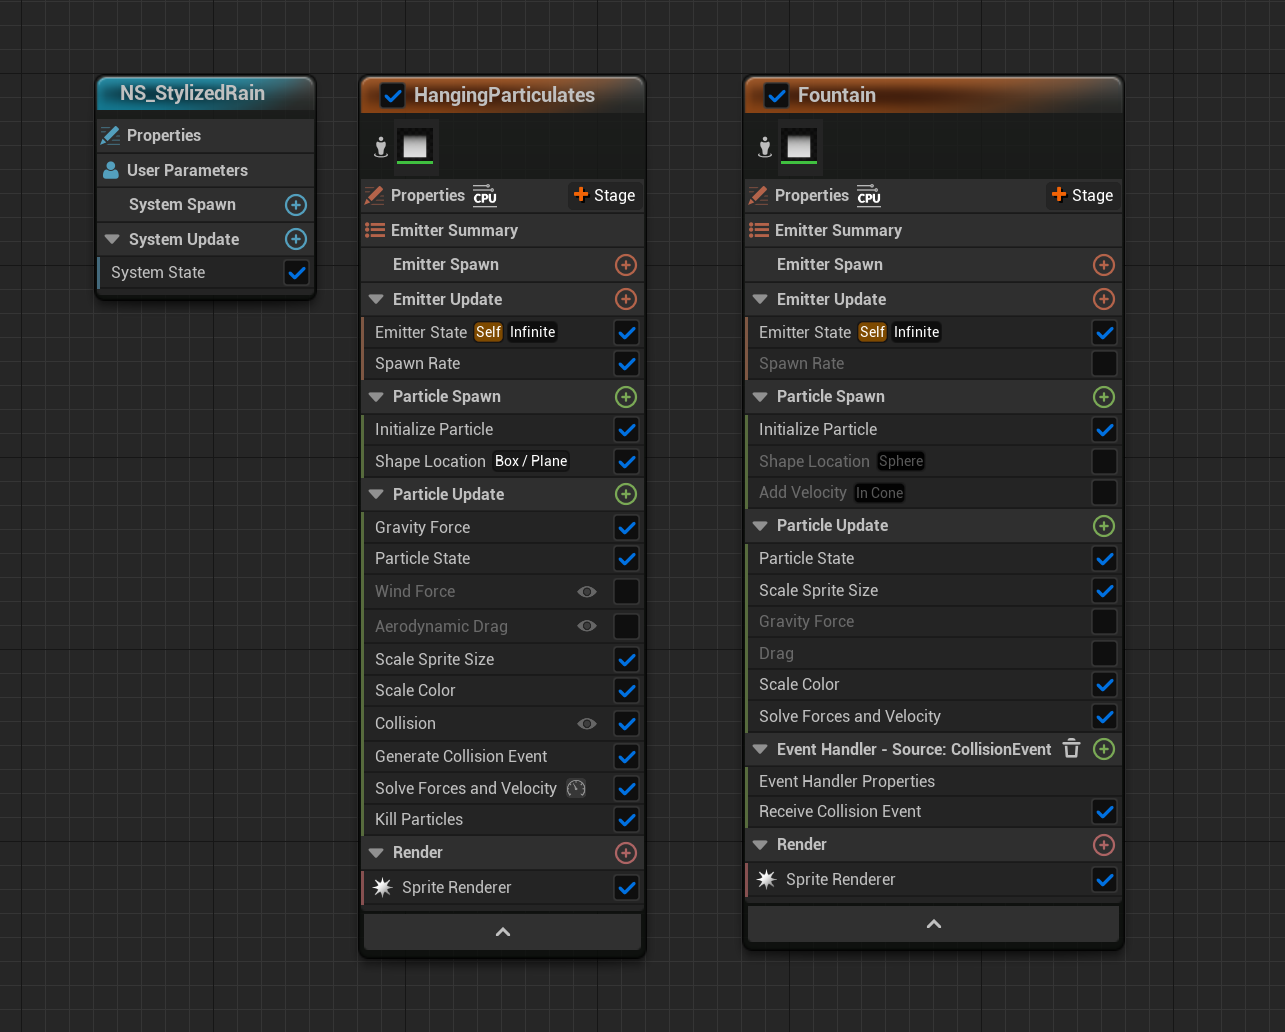 NS_StylizedRain
Properties
User Parameters
System Spawn
System Update
System State
HangingParticulates
Properties CPU Stage
Emitter Summary
Emitter Spawn
Emitter Update
Emitter State Self Infinite
Spawn Rate
Particle Spawn
Initialize Particle
Shape Location Box / Plane
Particle Update
Gravity Force
Particle State
Wind Force
Aerodynamic Drag
Scale Sprite Size
Scale Color
Collision
Generate Collision Event
Solve Forces and Velocity
Kill Particles
Render
Sprite Renderer
Fountain
Properties CPU Stage
Emitter Summary
Emitter Spawn
Emitter Update
Emitter State Self Infinite
Spawn Rate
Particle Spawn
Initialize Particle
Shape Location Sphere
Add Velocity In Cone
Particle Update
Particle State
Scale Sprite Size
Gravity Force
Drag
Scale Color
Solve Forces and Velocity
Event Handler - Source: CollisionEvent
Event Handler Properties
Receive Collision Event
Render
Sprite Renderer